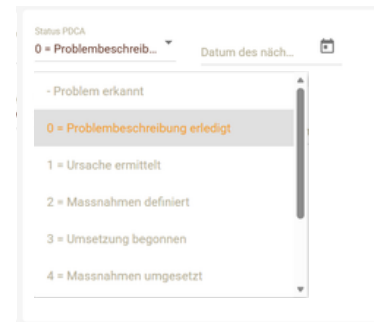 Status PDCA
0 = Problembeschreib...
Datum des näch...
- Problem erkannt
0 = Problembeschreibung erledigt
1 = Ursache ermittelt
2 = Massnahmen definiert
3 = Umsetzung begonnen
4 = Massnahmen umgesetzt